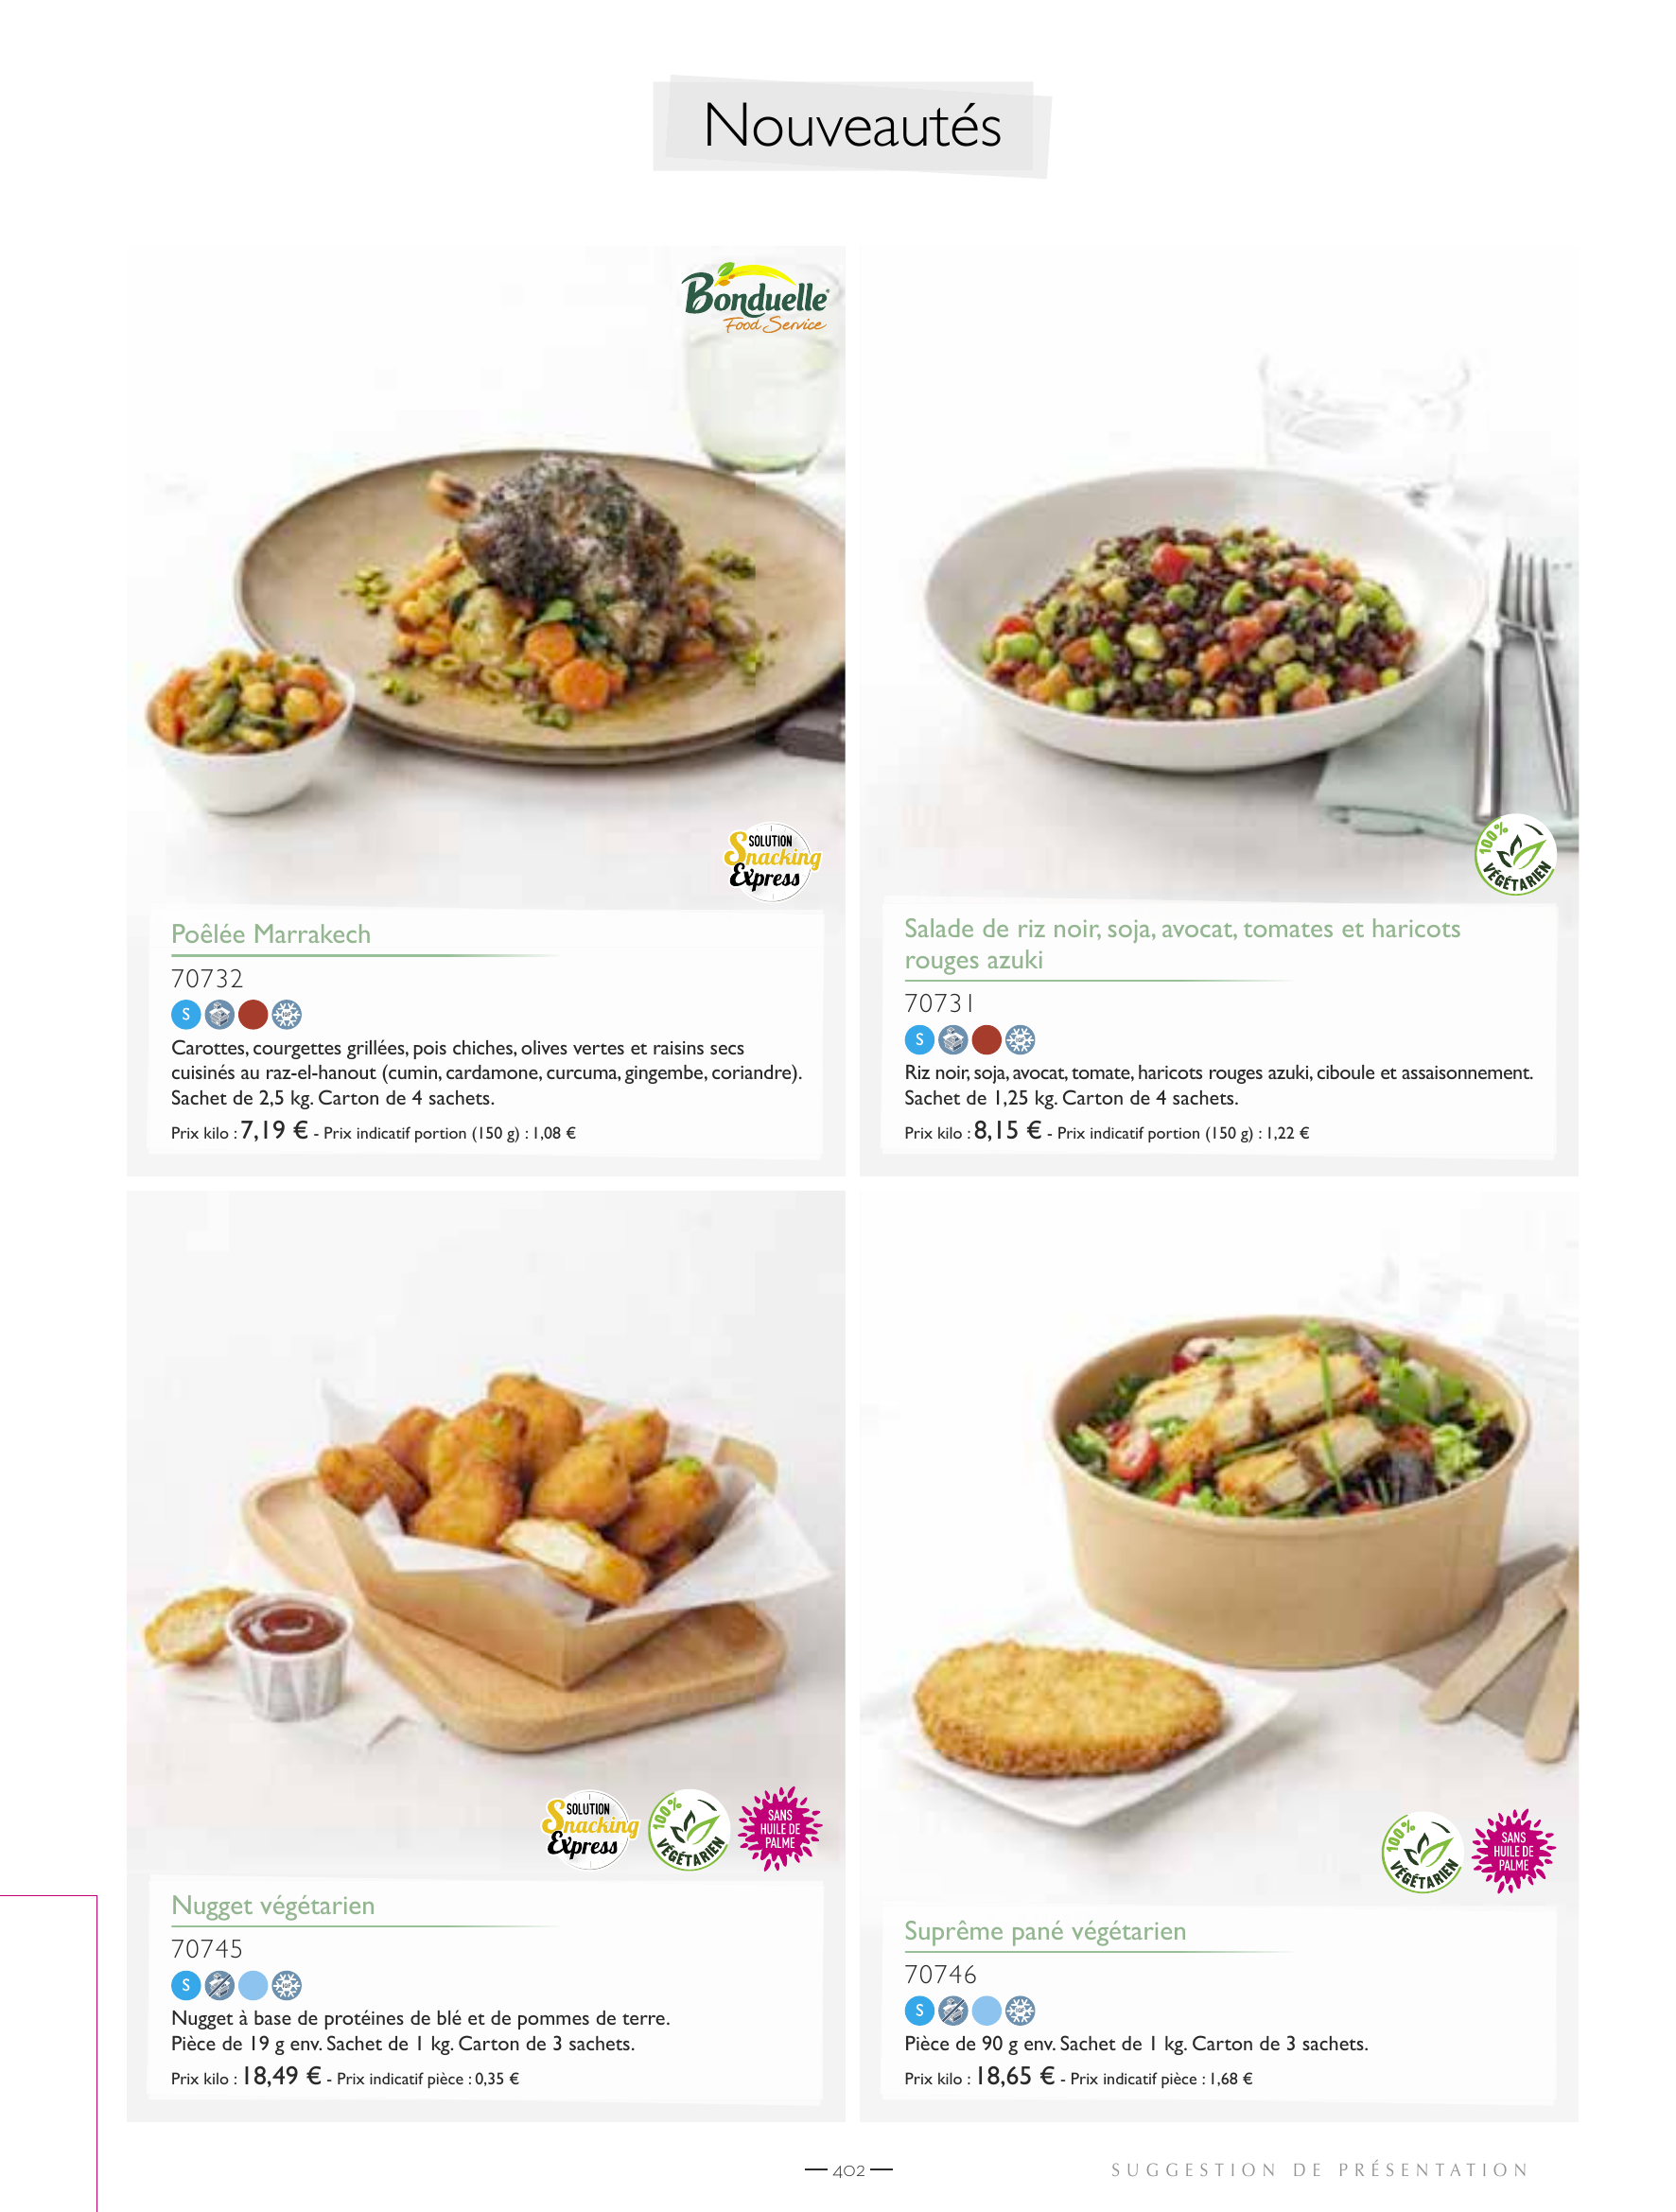 Nouveautés
Bonduelle
Food Service
SOLUTION
Snacking
Express
Poêlée Marrakech
70732
S
Carottes, courgettes grillées, pois chiches, olives vertes et raisins secs
cuisinés au raz-el-hanout (cumin, cardamone, curcuma, gingembe, coriandre).
Sachet de 2,5 kg. Carton de 4 sachets.
Prix kilo : 7,19 € - Prix indicatif portion (150 g) : 1,08 €
100%
VÉGÉTARIEN
Salade de riz noir, soja, avocat, tomates et haricots
rouges azuki
70731
S
Riz noir, soja, avocat, tomate, haricots rouges azuki, ciboule et assaisonnement.
Sachet de 1,25 kg. Carton de 4 sachets.
Prix kilo : 8,15 € - Prix indicatif portion (150 g) : 1,22 €
SOLUTION
Snacking
Express
100%
VÉGÉTARIEN
SANS
HUILE DE
PALME
Nugget végétarien
70745
S
Nugget à base de protéines de blé et de pommes de terre.
Pièce de 19 g env. Sachet de 1 kg. Carton de 3 sachets.
Prix kilo : 18,49 € - Prix indicatif pièce : 0,35 €
100%
VÉGÉTARIEN
SANS
HUILE DE
PALME
Suprême pané végétarien
70746
S
Pièce de 90 g env. Sachet de 1 kg. Carton de 3 sachets.
Prix kilo : 18,65 € - Prix indicatif pièce : 1,68 €
402
SUGGESTION DE PRÉSENTATION